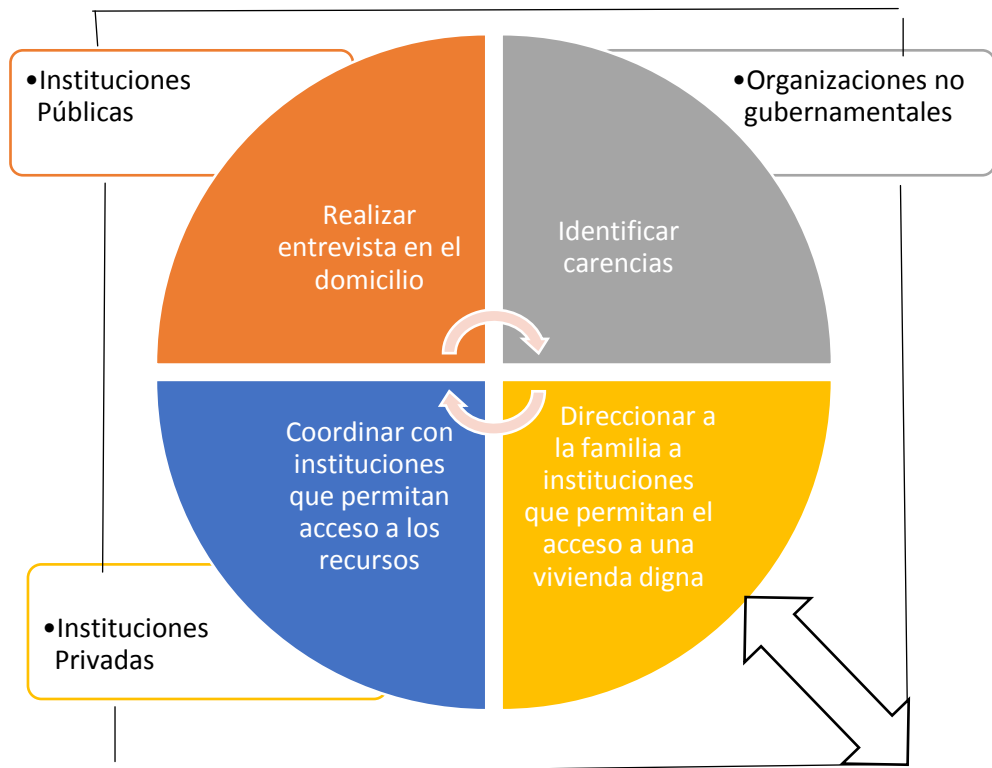 •Instituciones
Públicas
•Organizaciones no
gubernamentales
Realizar
entrevista en el
domicilio
Identificar
carencias
Coordinar con
instituciones
que permitan
acceso a los
recursos
Direccionar a
la familia a
instituciones
que permitan el
acceso a una
vivienda digna
•Instituciones
Privadas